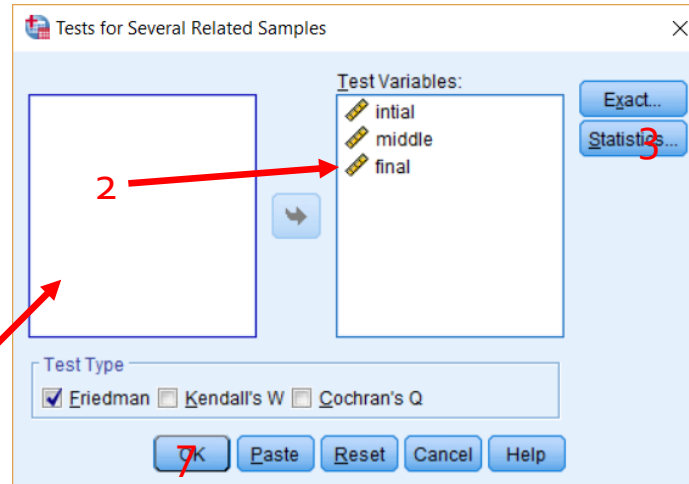 Tests for Several Related Samples
Test Variables:
intial
middle
final
Exact...
Statistics...
3
2
Test Type
Friedman Kendall's W Cochran's Q
OK Paste Reset Cancel Help
7